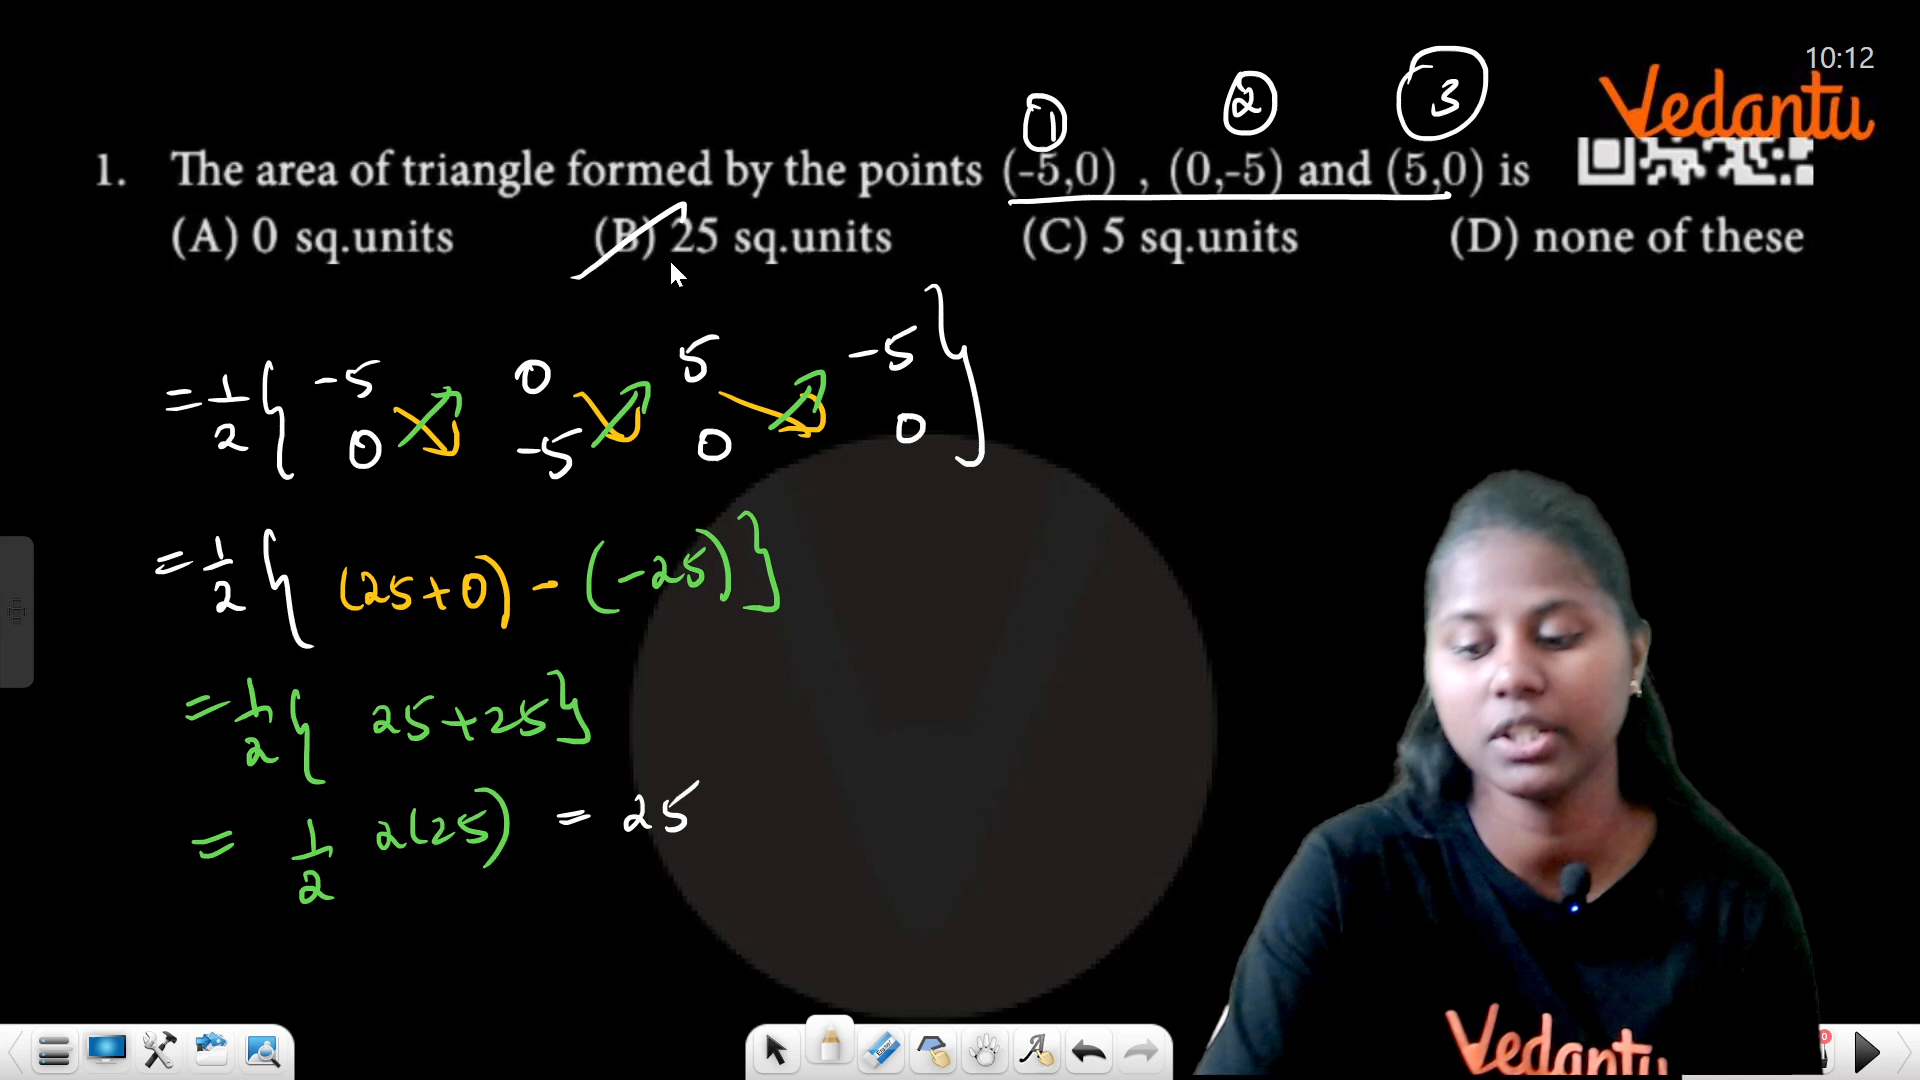 10:12
Vedantu
① ② ③
1. The area of triangle formed by the points (-5,0) , (0,-5) and (5,0) is
(A) 0 sq.units (B) 25 sq.units (C) 5 sq.units (D) none of these
= 1/2 { -5 0 5 -5
0 -5 0 0 }
= 1/2 { (25+0) - (-25) }
= 1/2 { 25+25 }
= 1/2 2(25) = 25
Vedantu